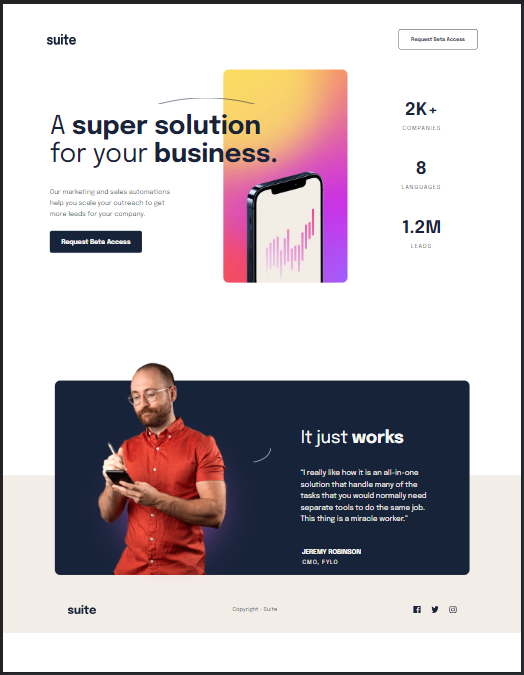 suite
Request Beta Access
A super solution
for your business.
Our marketing and sales automations
help you scale your outreach to get
more leads for your company.
Request Beta Access
2K+
COMPANIES
8
LANGUAGES
1.2M
LEADS
It just works
“I really like how it is an all-in-one
solution that handle many of the
tasks that you would normally need
separate tools to do the same job.
This thing is a miracle worker.”
JEREMY ROBINSON
CMO, FYLO
suite
Copyright - Suite